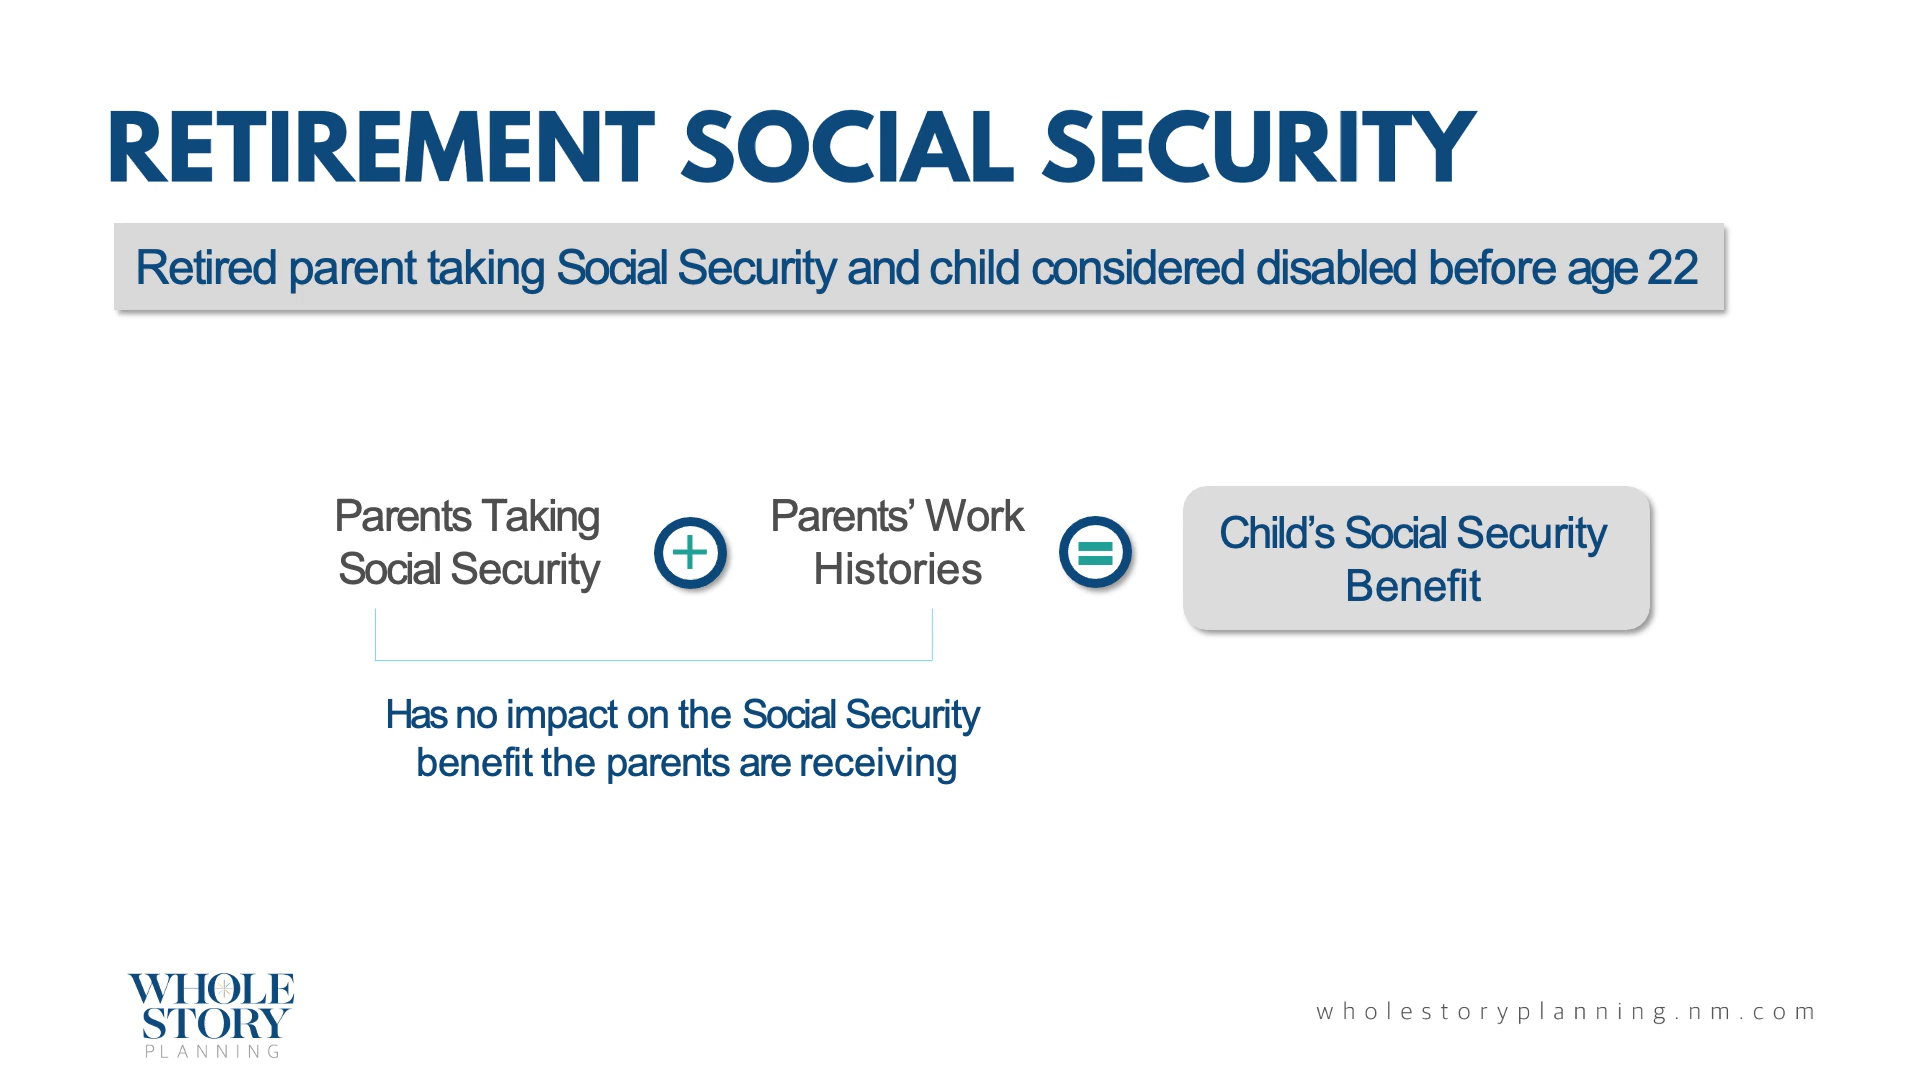 RETIREMENT SOCIAL SECURITY
Retired parent taking Social Security and child considered disabled before age 22
Parents Taking
Social Security
+
Parents’ Work
Histories
=
Child’s Social Security
Benefit
Has no impact on the Social Security
benefit the parents are receiving
WHOLE
STORY
PLANNING
wholestoryplanning.nm.com